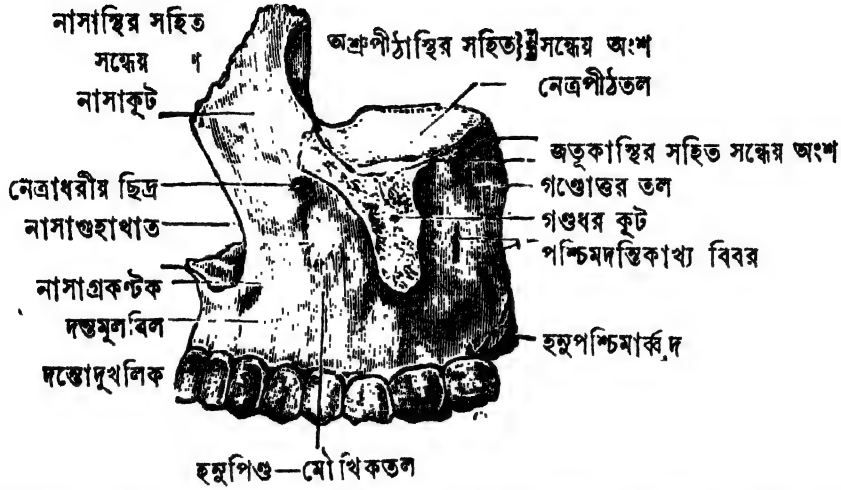 নাসাস্থির সহিত
সন্ধেয় ণ
নাসাকূট
নেত্রাধরীয় ছিদ্র
নাসাগুহাখাত
নাসাগ্রকণ্টক
দন্তমূল বিল
দন্তোদূখলিক
অশ্রুপীঠাস্থির সহিত সন্ধেয় অংশ
নেত্রপীঠতল
জতূকাস্থির সহিত সন্ধেয় অংশ
গণ্ডোত্তর তল
গণ্ডধর কূট
পশ্চিমদন্তিকাখ্য বিবর
হনুপশ্চিমার্ব্বুদ
হনুপিণ্ড—মৌখিকতল